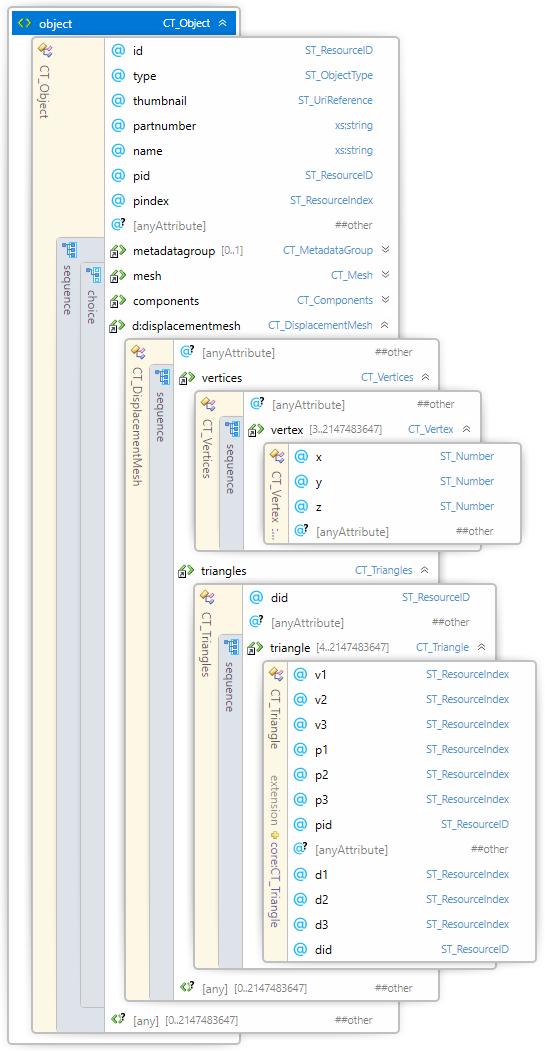 object CT_Object
CT_Object
id ST_ResourceID
type ST_ObjectType
thumbnail ST_UriReference
partnumber xs:string
name xs:string
pid ST_ResourceID
pindex ST_ResourceIndex
[anyAttribute] ##other
sequence
metadatagroup [0..1] CT_MetadataGroup
choice
mesh CT_Mesh
components CT_Components
d:displacementmesh CT_DisplacementMesh
CT_DisplacementMesh
[anyAttribute] ##other
sequence
vertices CT_Vertices
CT_Vertices
[anyAttribute] ##other
sequence
vertex [3..2147483647] CT_Vertex
CT_Vertex :...
x ST_Number
y ST_Number
z ST_Number
[anyAttribute] ##other
triangles CT_Triangles
CT_Triangles
did ST_ResourceID
[anyAttribute] ##other
sequence
triangle [4..2147483647] CT_Triangle
CT_Triangle extension core:CT_Triangle
v1 ST_ResourceIndex
v2 ST_ResourceIndex
v3 ST_ResourceIndex
p1 ST_ResourceIndex
p2 ST_ResourceIndex
p3 ST_ResourceIndex
pid ST_ResourceID
[anyAttribute] ##other
d1 ST_ResourceIndex
d2 ST_ResourceIndex
d3 ST_ResourceIndex
did ST_ResourceID
[any] [0..2147483647] ##other
[any] [0..2147483647] ##other